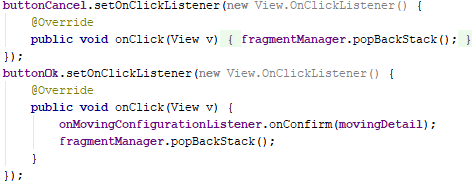 buttonCancel.setOnClickListener(new View.OnClickListener() {
    @Override
    public void onClick(View v) { fragmentManager.popBackStack(); }
});
buttonOk.setOnClickListener(new View.OnClickListener() {
    @Override
    public void onClick(View v) {
        onMovingConfigurationListener.onConfirm(movingDetail);
        fragmentManager.popBackStack();
    }
});